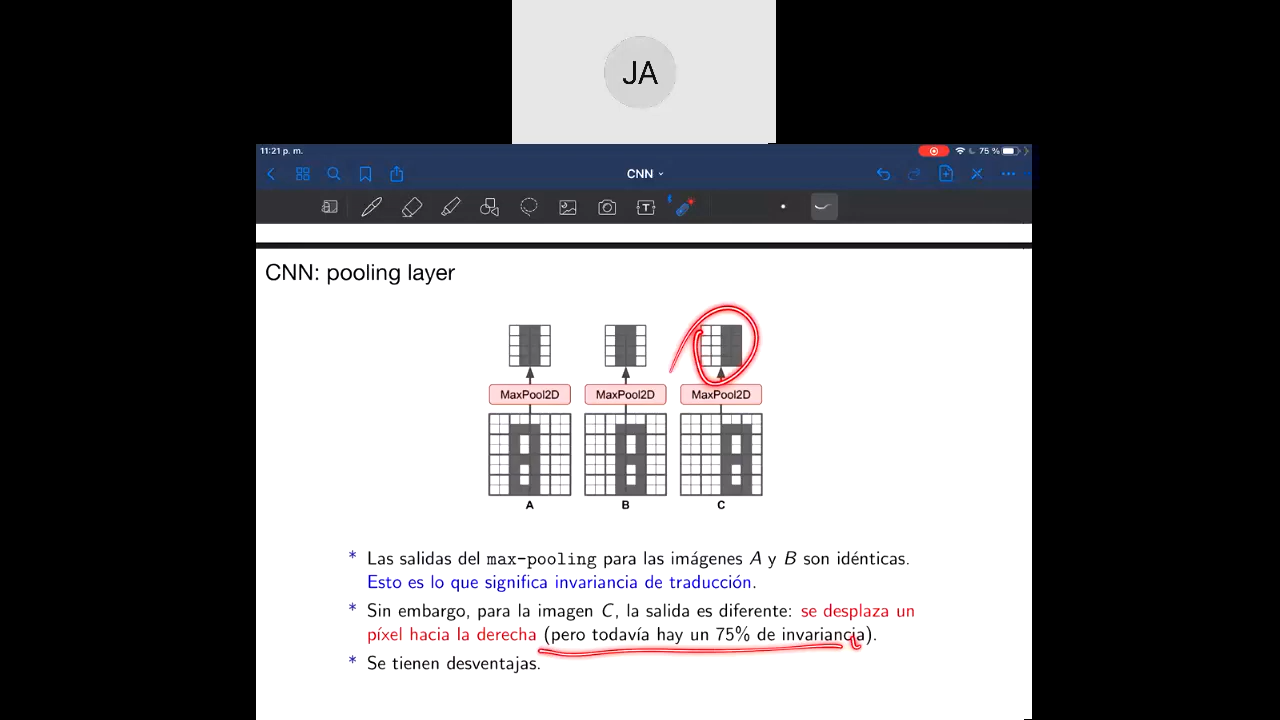 JA
11:21 p. m.
75 %
CNN
T
CNN: pooling layer
MaxPool2D MaxPool2D MaxPool2D
A B C
* Las salidas del max-pooling para las imágenes A y B son idénticas.
Esto es lo que significa invariancia de traducción.
* Sin embargo, para la imagen C, la salida es diferente: se desplaza un
píxel hacia la derecha (pero todavía hay un 75% de invariancia).
* Se tienen desventajas.